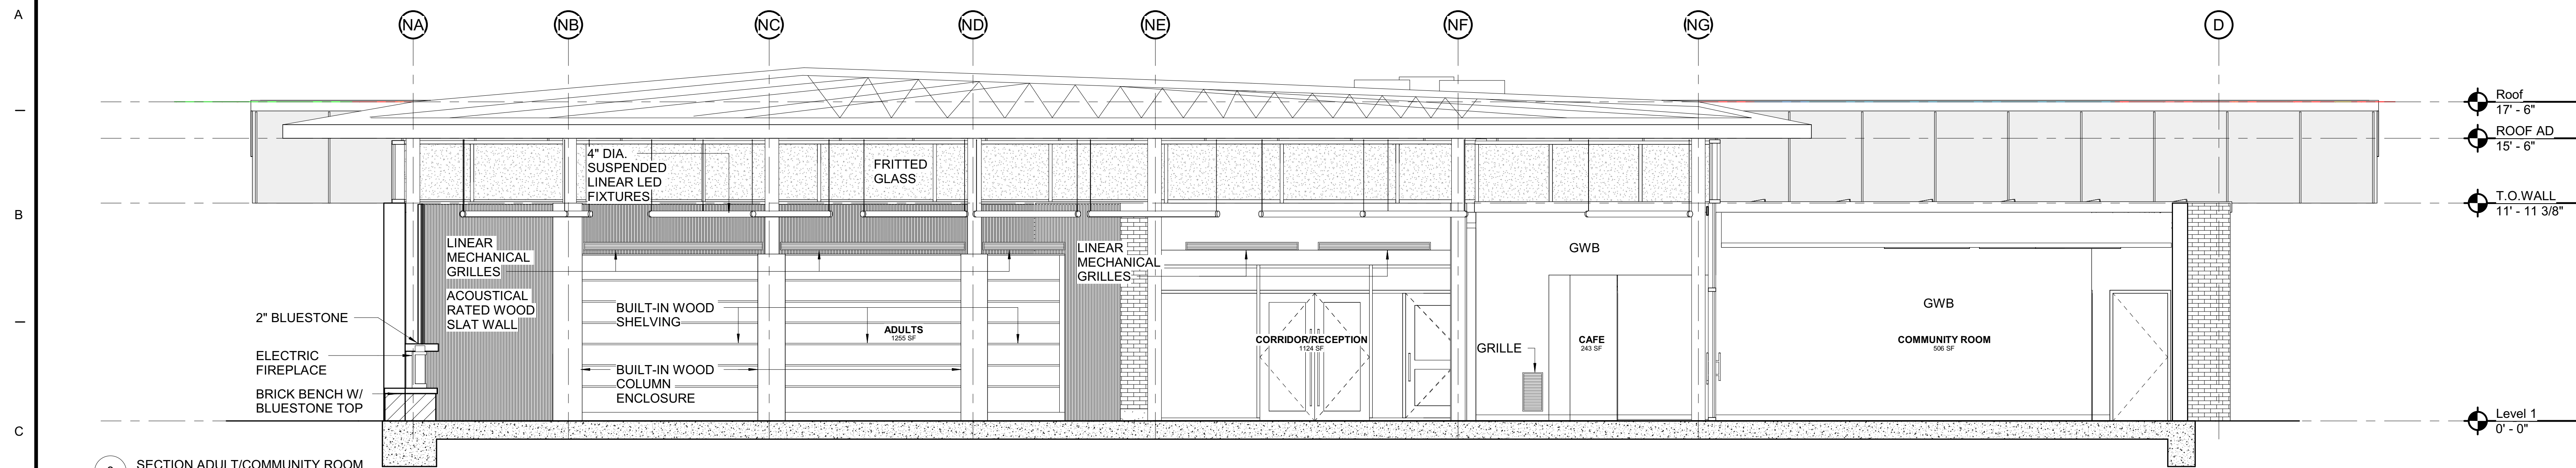 A
NA
NB
NC
ND
NE
NF
NG
D
Roof
17' - 6"
ROOF AD
15' - 6"
4" DIA.
SUSPENDED
LINEAR LED
FIXTURES
FRITTED
GLASS
B
T.O.WALL
11' - 11 3/8"
LINEAR
MECHANICAL
GRILLES
LINEAR
MECHANICAL
GRILLES
GWB
ACOUSTICAL
RATED WOOD
SLAT WALL
BUILT-IN WOOD
SHELVING
GWB
2" BLUESTONE
ADULTS
1255 SF
CORRIDOR/RECEPTION
1124 SF
GRILLE
CAFE
243 SF
COMMUNITY ROOM
506 SF
ELECTRIC
FIREPLACE
BUILT-IN WOOD
COLUMN
ENCLOSURE
BRICK BENCH W/
BLUESTONE TOP
Level 1
0' - 0"
C
SECTION ADULT/COMMUNITY ROOM